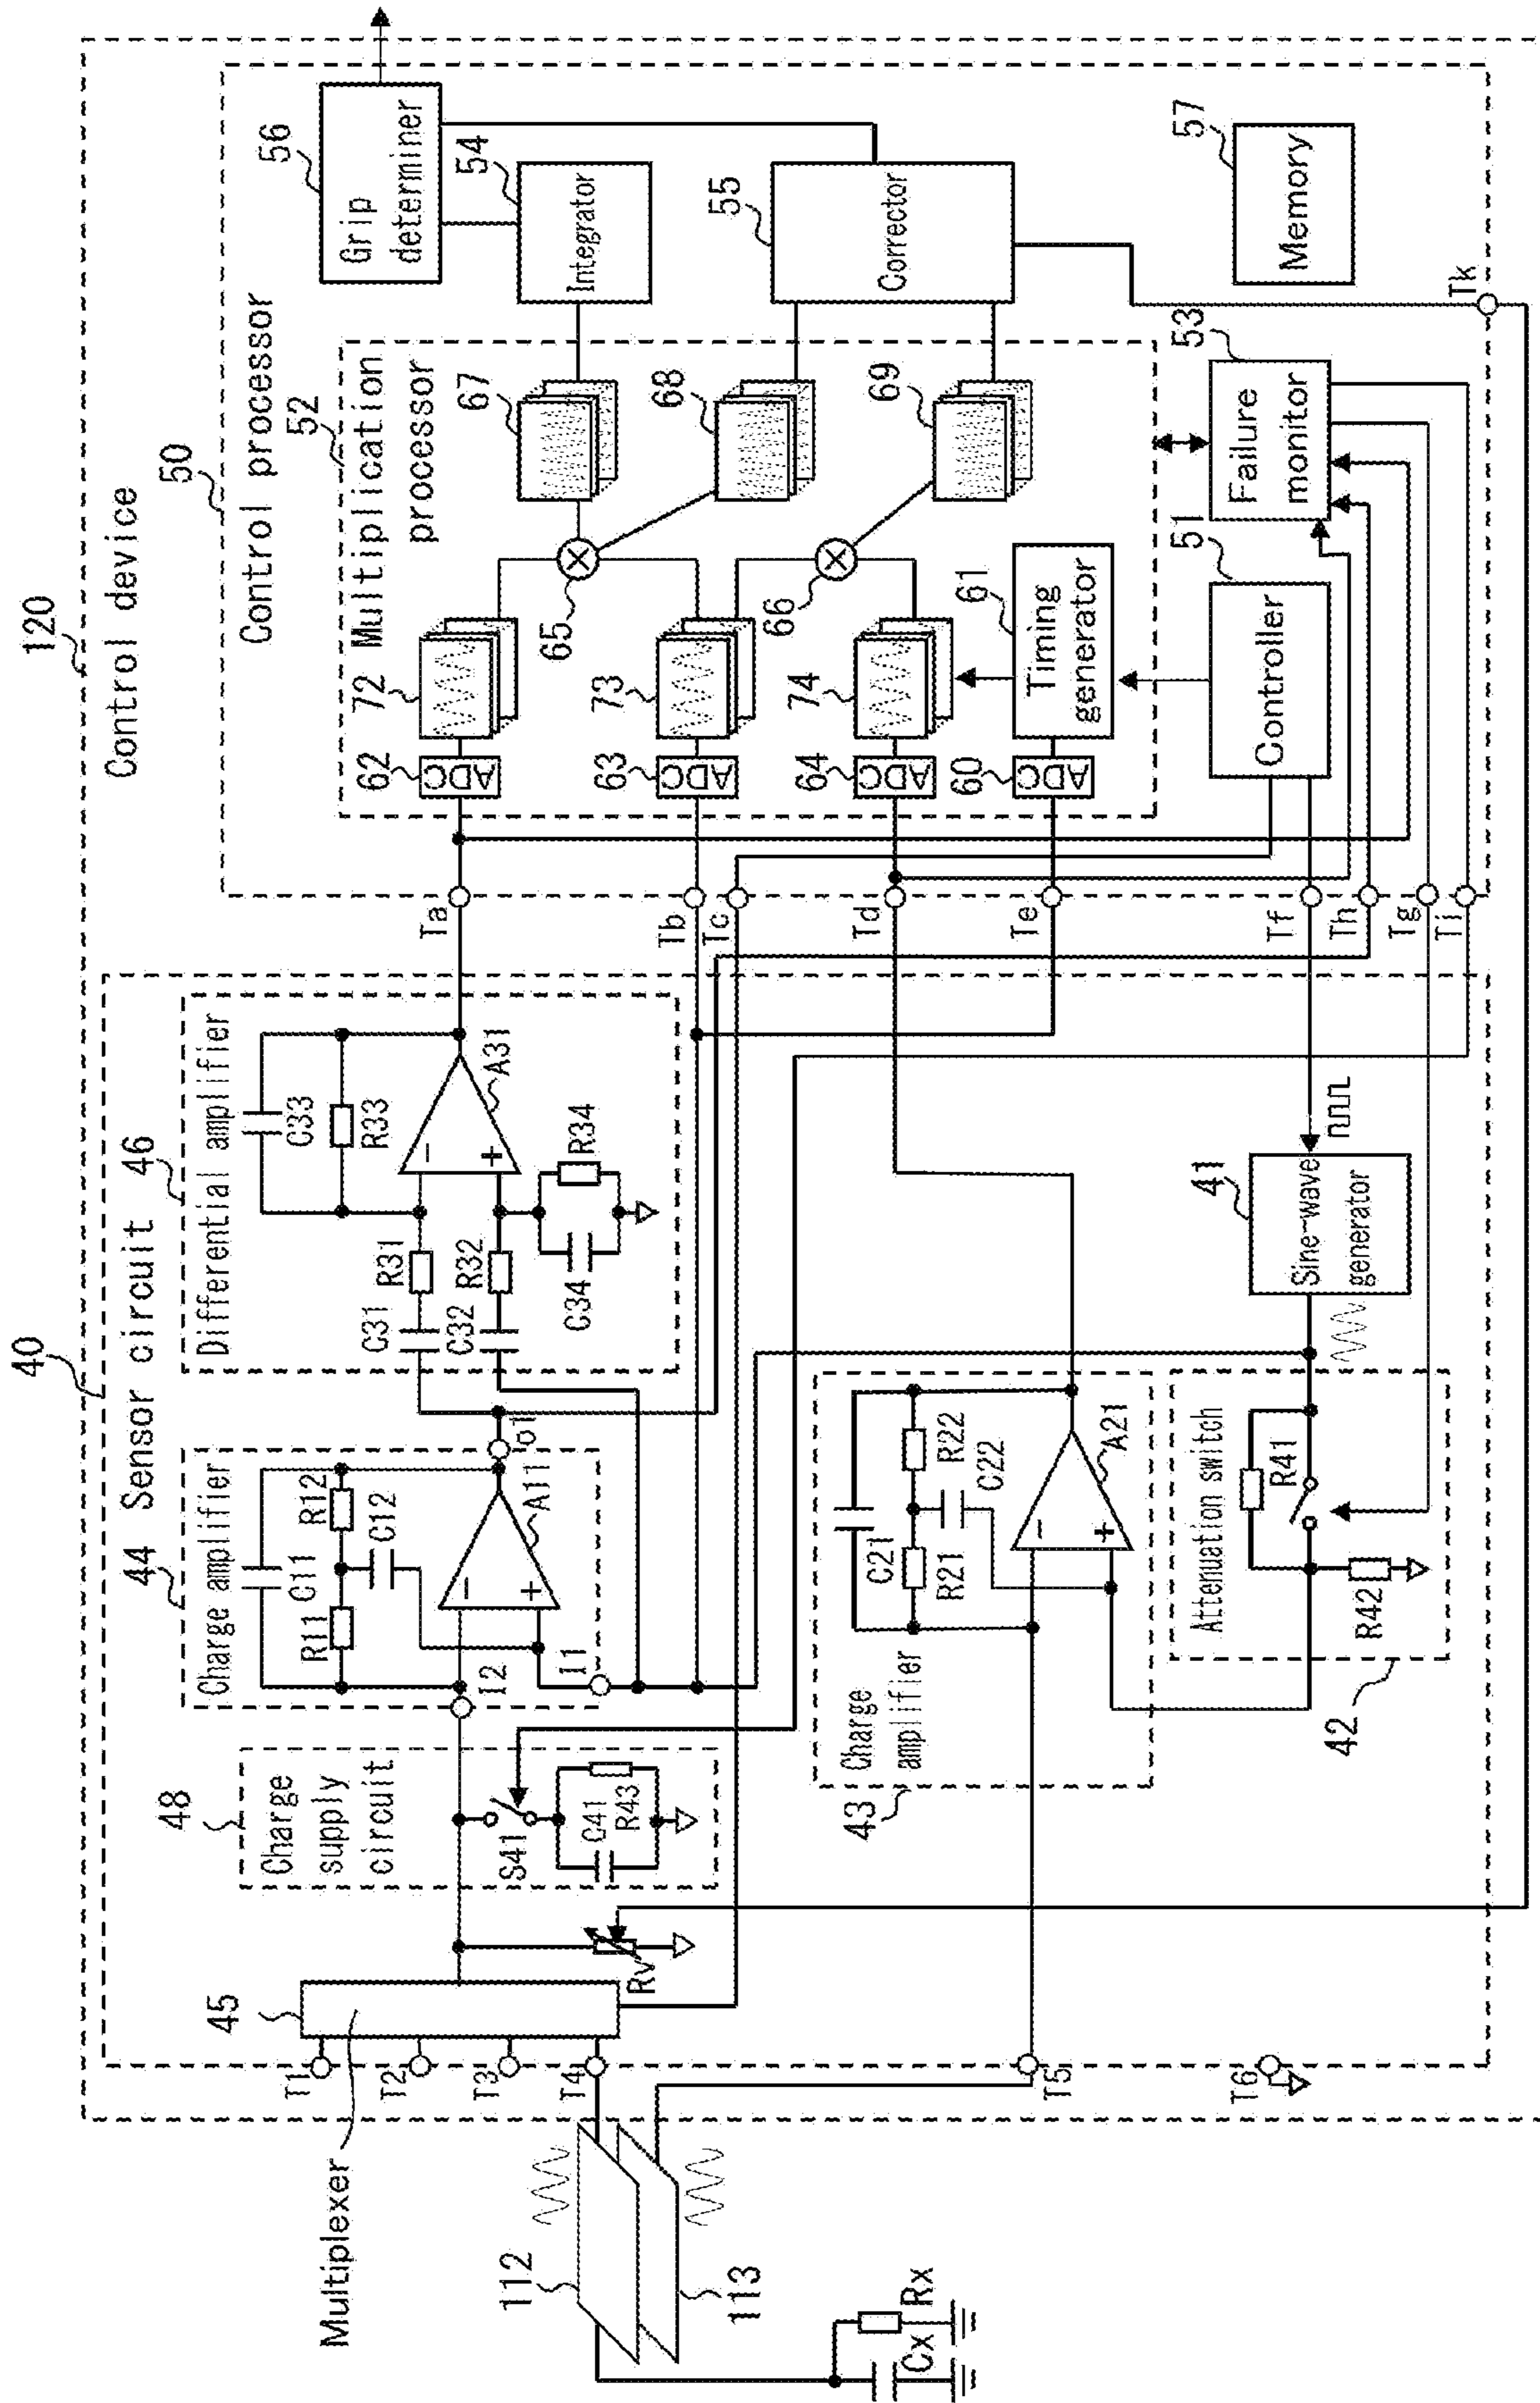 120
Control device
40
Sensor circuit
50
Control processor
56
Grip
determiner
54
Integrator
52
Multiplication
processor
55
Corrector
57
Memory
Tk
53
Failure
monitor
51
Controller
67
68
69
65
66
61
Timing
generator
72
73
74
62
ADC
63
ADC
64
ADC
60
ADC
Ta
Tb
Tc
Td
Te
Tf
Th
Tg
Ti
46
Differential amplifier
C33
R33
A31
R34
R31
C31
R32
C32
C34
44
Charge amplifier
C11
R12
R11
C12
A11
O1
I1
I2
48
Charge
supply
circuit
S41
C41
R43
Rv
45
Multiplexer
T1
T2
T3
T4
T5
T6
43
Charge
amplifier
C21
R22
R21
C22
A21
42
Attenuation switch
R41
R42
41
Sine-wave
generator
112
113
Cx
Rx